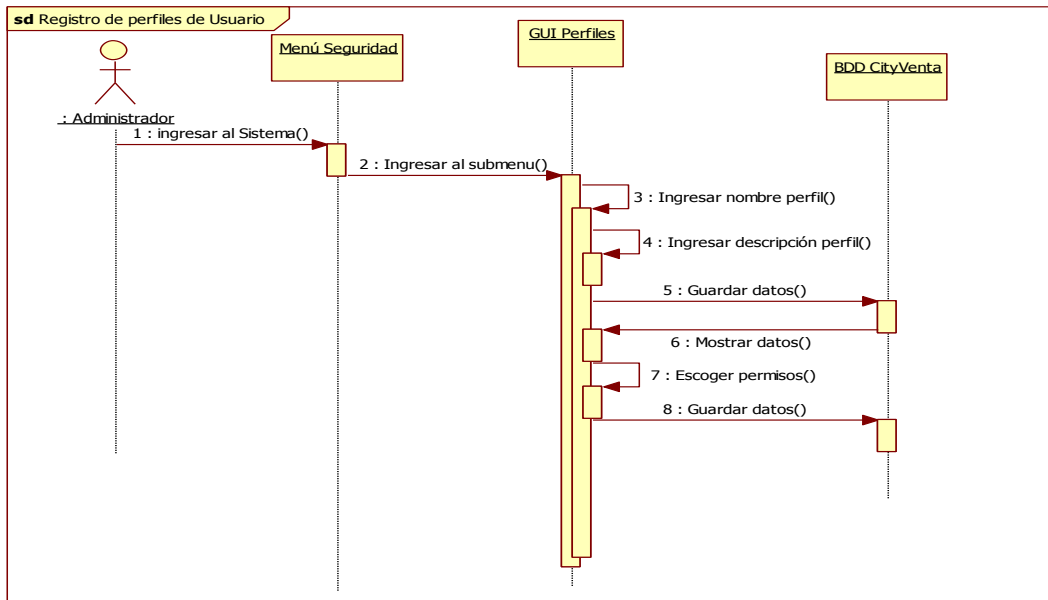 sd Registro de perfiles de Usuario
GUI Perfiles
Menú Seguridad
BDD CityVenta
: Administrador
1 : ingresar al Sistema()
2 : Ingresar al submenu()
3 : Ingresar nombre perfil()
4 : Ingresar descripción perfil()
5 : Guardar datos()
6 : Mostrar datos()
7 : Escoger permisos()
8 : Guardar datos()